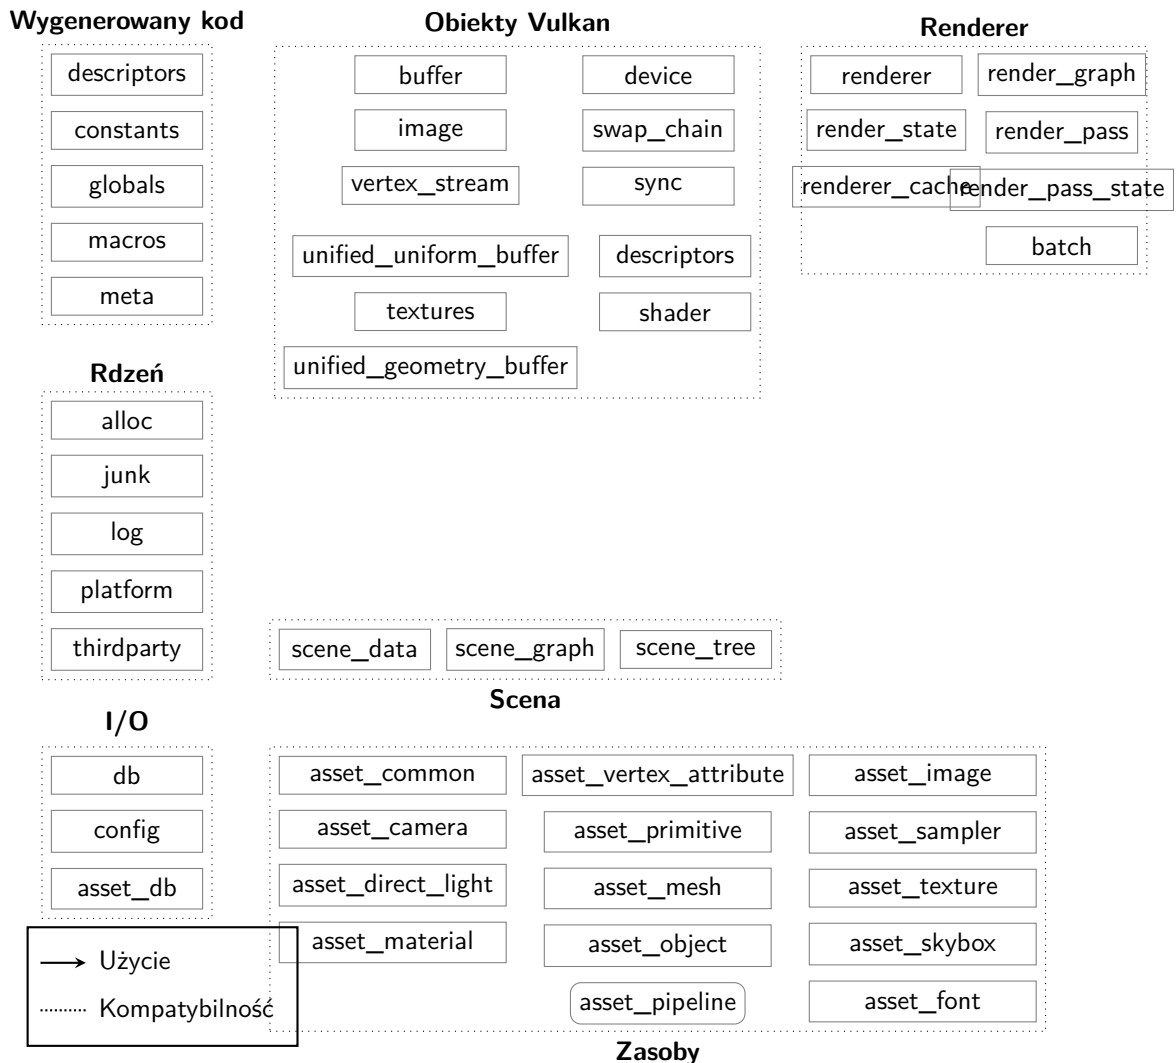 Wygenerowany kod
descriptors
constants
globals
macros
meta
Obiekty Vulkan
buffer
device
image
swap_chain
vertex_stream
sync
unified_uniform_buffer
descriptors
textures
shader
unified_geometry_buffer
Renderer
renderer
render_graph
render_state
render_pass
renderer_cache
render_pass_state
batch
Rdzeń
alloc
junk
log
platform
thirdparty
scene_data
scene_graph
scene_tree
Scena
I/O
db
config
asset_db
asset_common
asset_vertex_attribute
asset_image
asset_camera
asset_primitive
asset_sampler
asset_direct_light
asset_mesh
asset_texture
asset_material
asset_object
asset_skybox
asset_pipeline
asset_font
Zasoby
Użycie
Kompatybilność